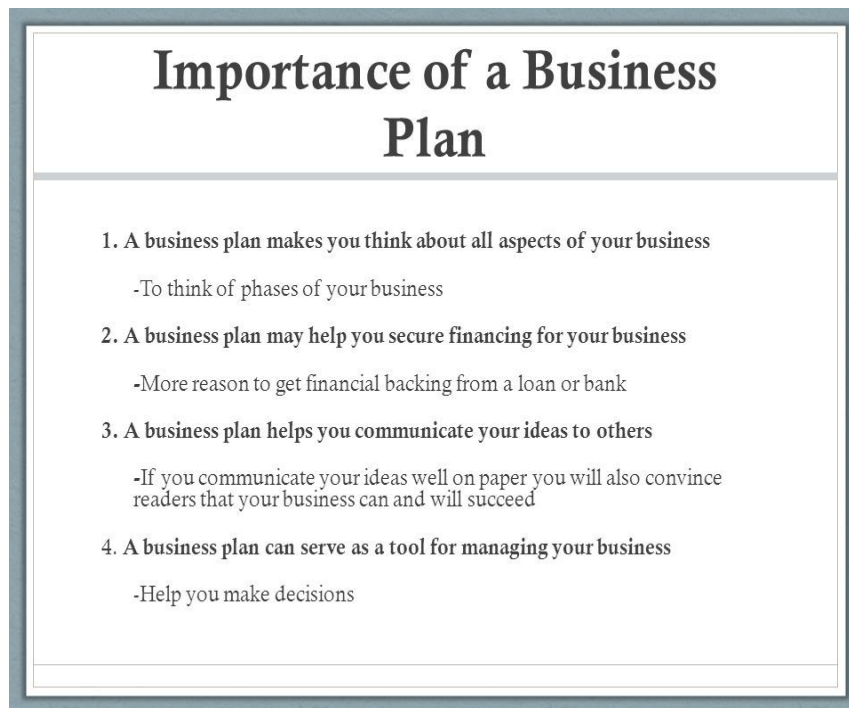 Importance of a Business
Plan
1. A business plan makes you think about all aspects of your business
-To think of phases of your business
2. A business plan may help you secure financing for your business
-More reason to get financial backing from a loan or bank
3. A business plan helps you communicate your ideas to others
-If you communicate your ideas well on paper you will also convince
readers that your business can and will succeed
4. A business plan can serve as a tool for managing your business
-Help you make decisions